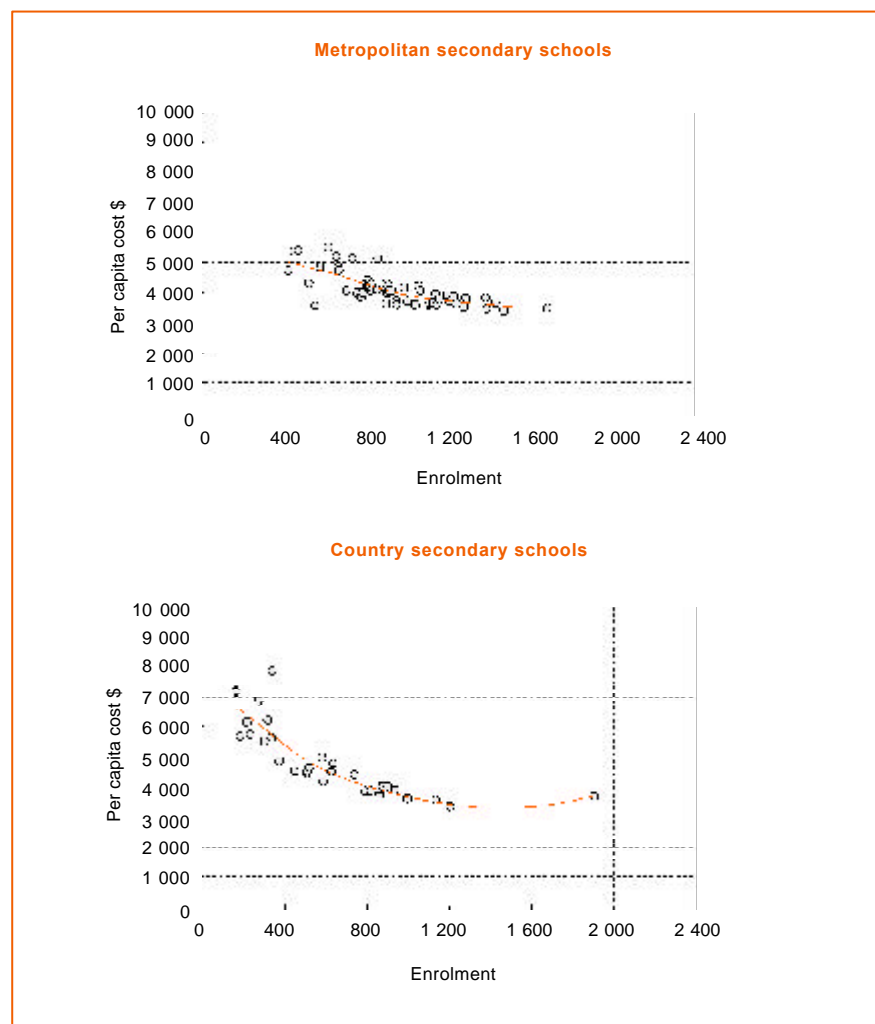 Metropolitan secondary schools
10 000
9 000
8 000
7 000
6 000
5 000
4 000
3 000
2 000
1 000
0
Per capita cost $
0 400 800 1 200 1 600 2 000 2 400
Enrolment
Country secondary schools
10 000
9 000
8 000
7 000
6 000
5 000
4 000
3 000
2 000
1 000
0
Per capita cost $
0 400 800 1 200 1 600 2 000 2 400
Enrolment